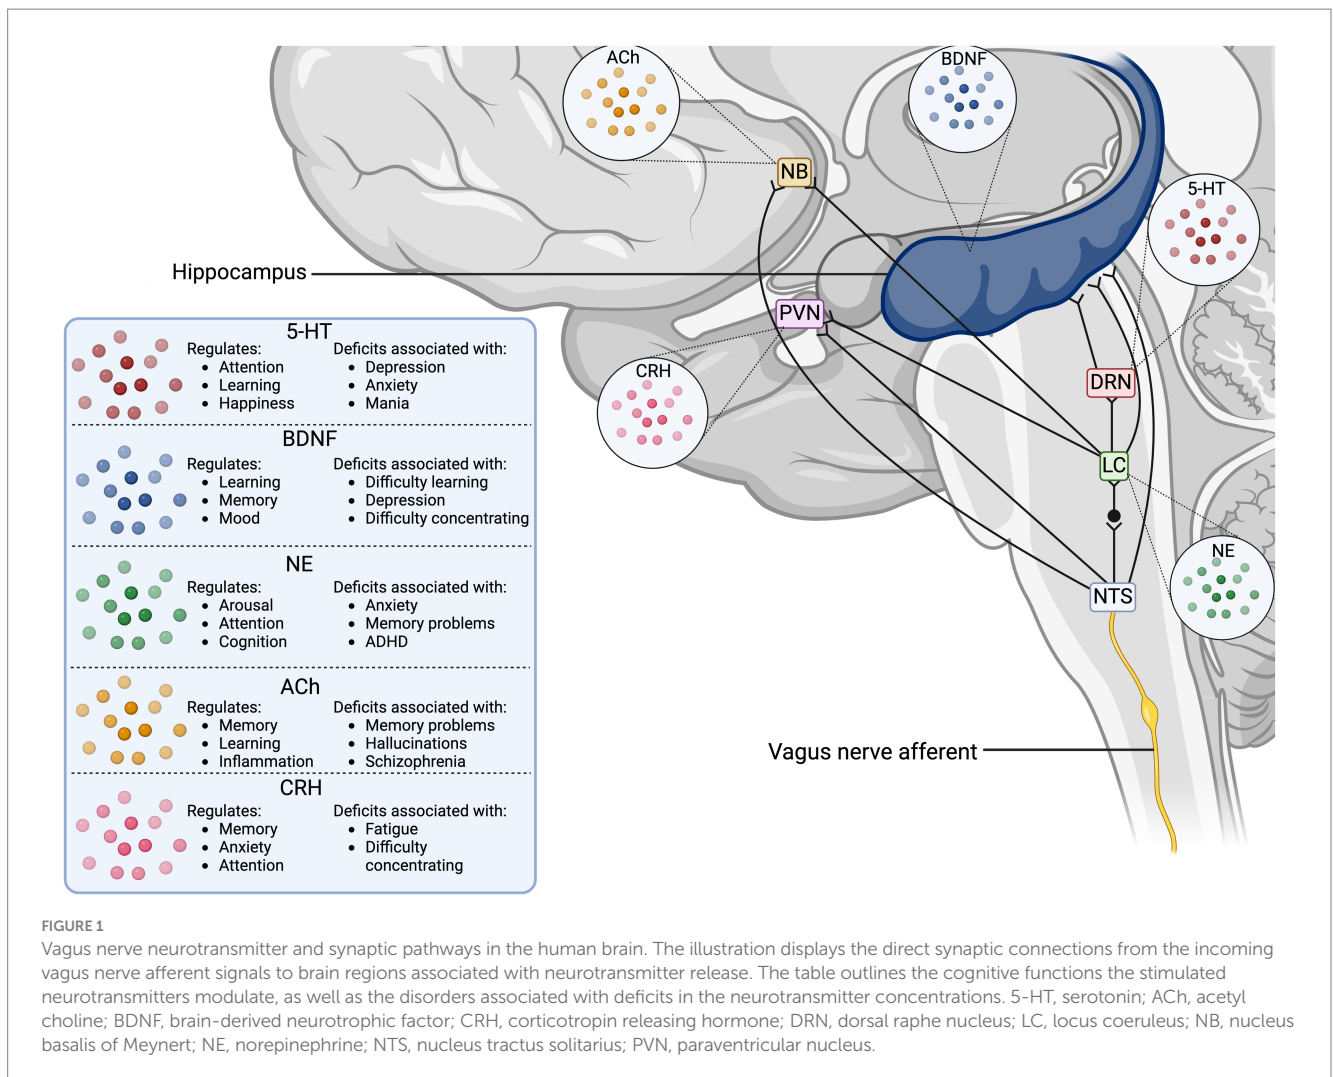 ACh
BDNF
NB
5-HT
Hippocampus
PVN
CRH
DRN
LC
NE
NTS
Vagus nerve afferent
5-HT
Regulates:
• Attention
• Learning
• Happiness
Deficits associated with:
• Depression
• Anxiety
• Mania
BDNF
Regulates:
• Learning
• Memory
• Mood
Deficits associated with:
• Difficulty learning
• Depression
• Difficulty concentrating
NE
Regulates:
• Arousal
• Attention
• Cognition
Deficits associated with:
• Anxiety
• Memory problems
• ADHD
ACh
Regulates:
• Memory
• Learning
• Inflammation
Deficits associated with:
• Memory problems
• Hallucinations
• Schizophrenia
CRH
Regulates:
• Memory
• Anxiety
• Attention
Deficits associated with:
• Fatigue
• Difficulty
concentrating
FIGURE 1
Vagus nerve neurotransmitter and synaptic pathways in the human brain. The illustration displays the direct synaptic connections from the incoming
vagus nerve afferent signals to brain regions associated with neurotransmitter release. The table outlines the cognitive functions the stimulated
neurotransmitters modulate, as well as the disorders associated with deficits in the neurotransmitter concentrations. 5-HT, serotonin; ACh, acetyl
choline; BDNF, brain-derived neurotrophic factor; CRH, corticotropin releasing hormone; DRN, dorsal raphe nucleus; LC, locus coeruleus; NB, nucleus
basalis of Meynert; NE, norepinephrine; NTS, nucleus tractus solitarius; PVN, paraventricular nucleus.